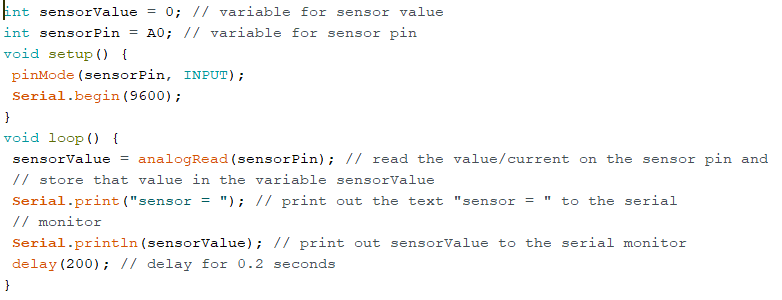 int sensorValue = 0; // variable for sensor value
int sensorPin = A0; // variable for sensor pin
void setup() {
 pinMode(sensorPin, INPUT);
 Serial.begin(9600);
}
void loop() {
 sensorValue = analogRead(sensorPin); // read the value/current on the sensor pin and
 // store that value in the variable sensorValue
 Serial.print("sensor = "); // print out the text "sensor = " to the serial
 // monitor
 Serial.println(sensorValue); // print out sensorValue to the serial monitor
 delay(200); // delay for 0.2 seconds
}